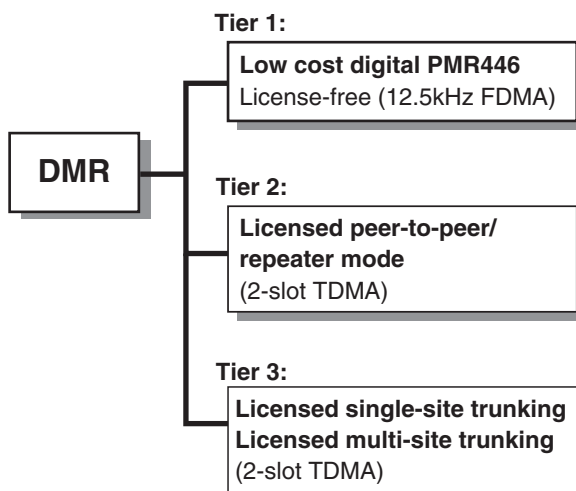 DMR
Tier 1:
Low cost digital PMR446
License-free (12.5kHz FDMA)
Tier 2:
Licensed peer-to-peer/
repeater mode
(2-slot TDMA)
Tier 3:
Licensed single-site trunking
Licensed multi-site trunking
(2-slot TDMA)